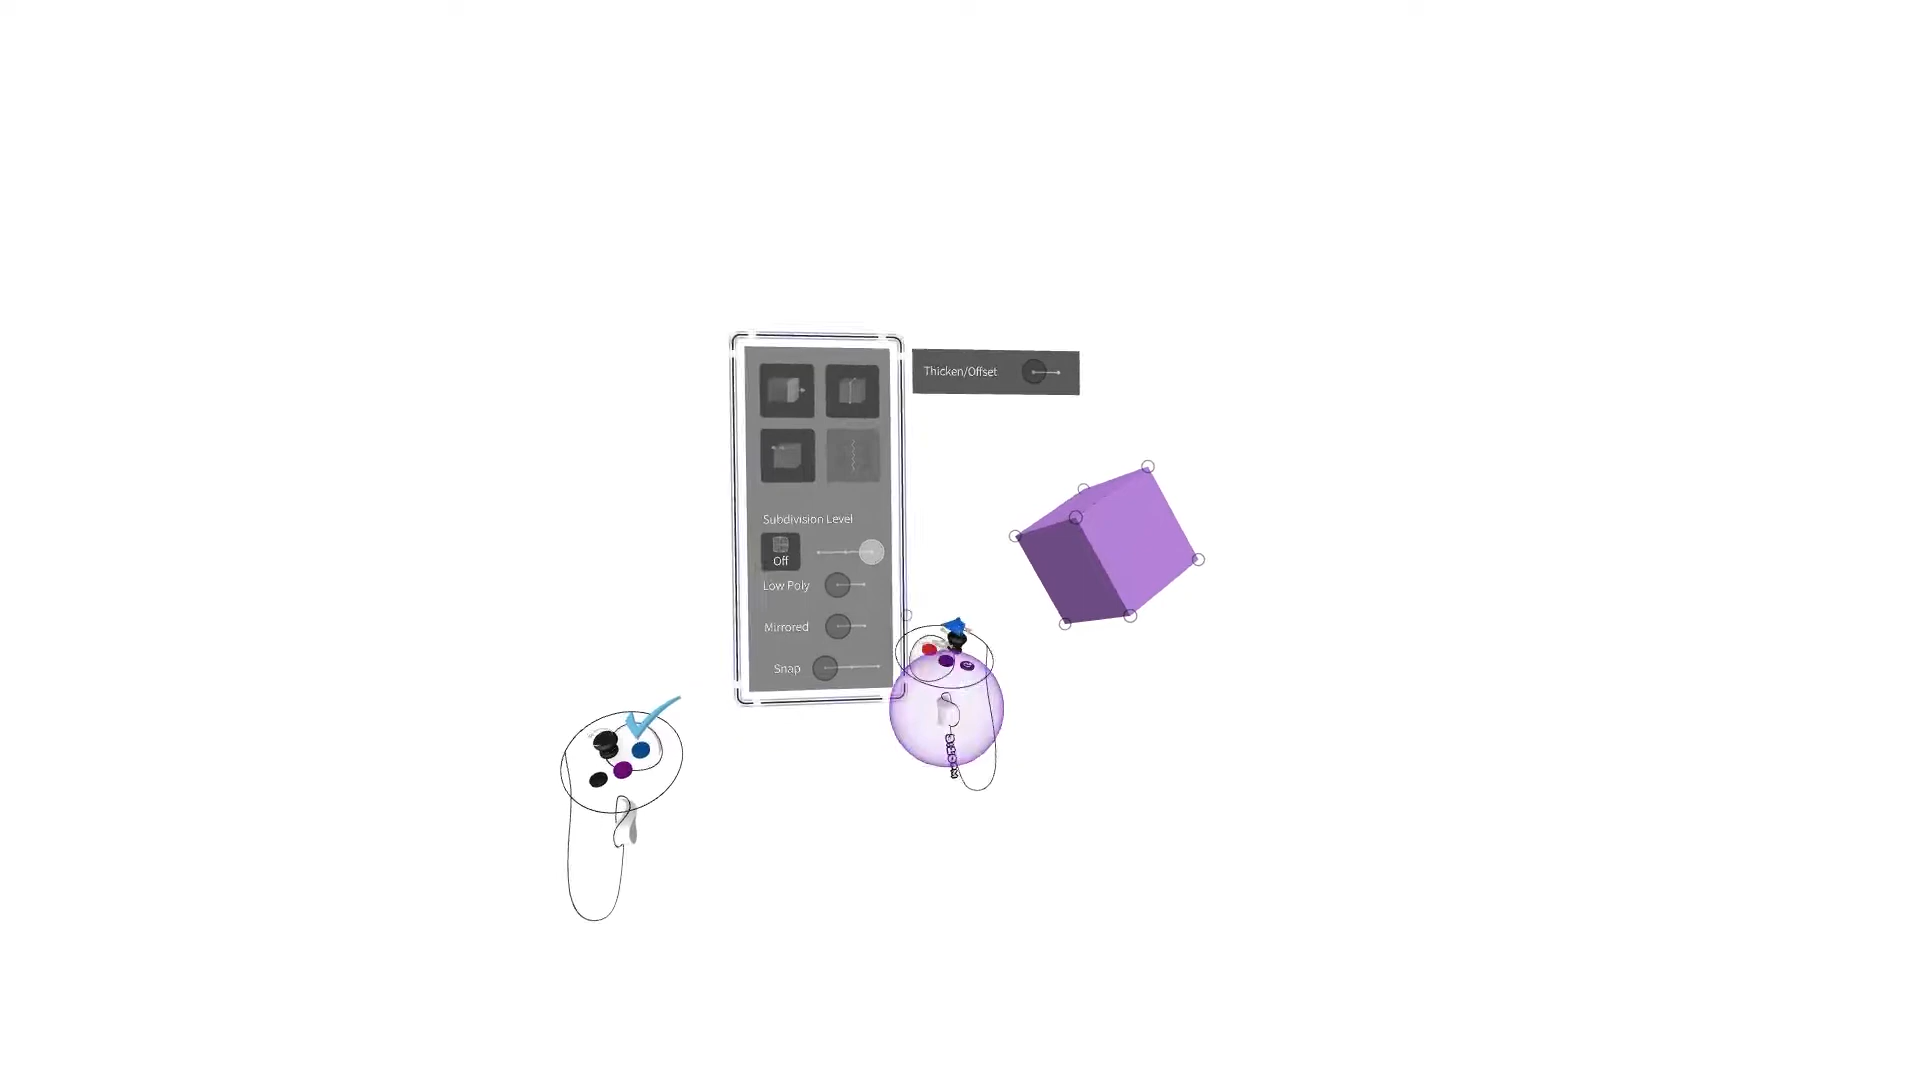 Thicken/Offset
Subdivision Level
Off
Low Poly
Mirrored
Snap